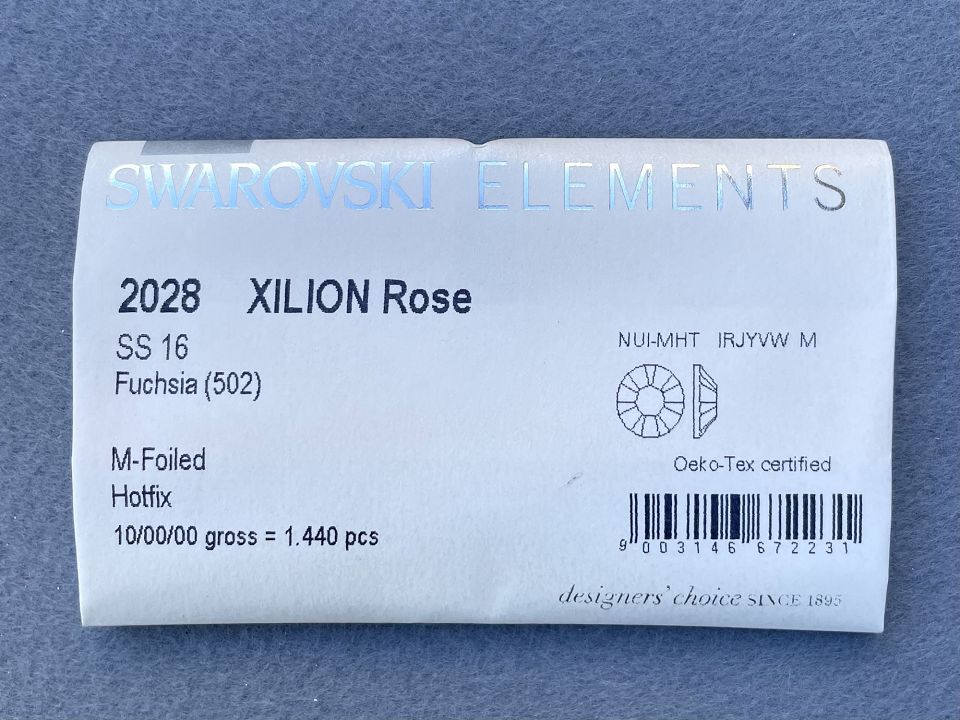 SWAROVSKI ELEMENTS
2028 XILION Rose
SS 16
Fuchsia (502)
NUI-MHT IRJYVW M
M-Foiled
Hotfix
10/00/00 gross = 1.440 pcs
Oeko-Tex certified
9 003146 672231
designers' choice SINCE 1895